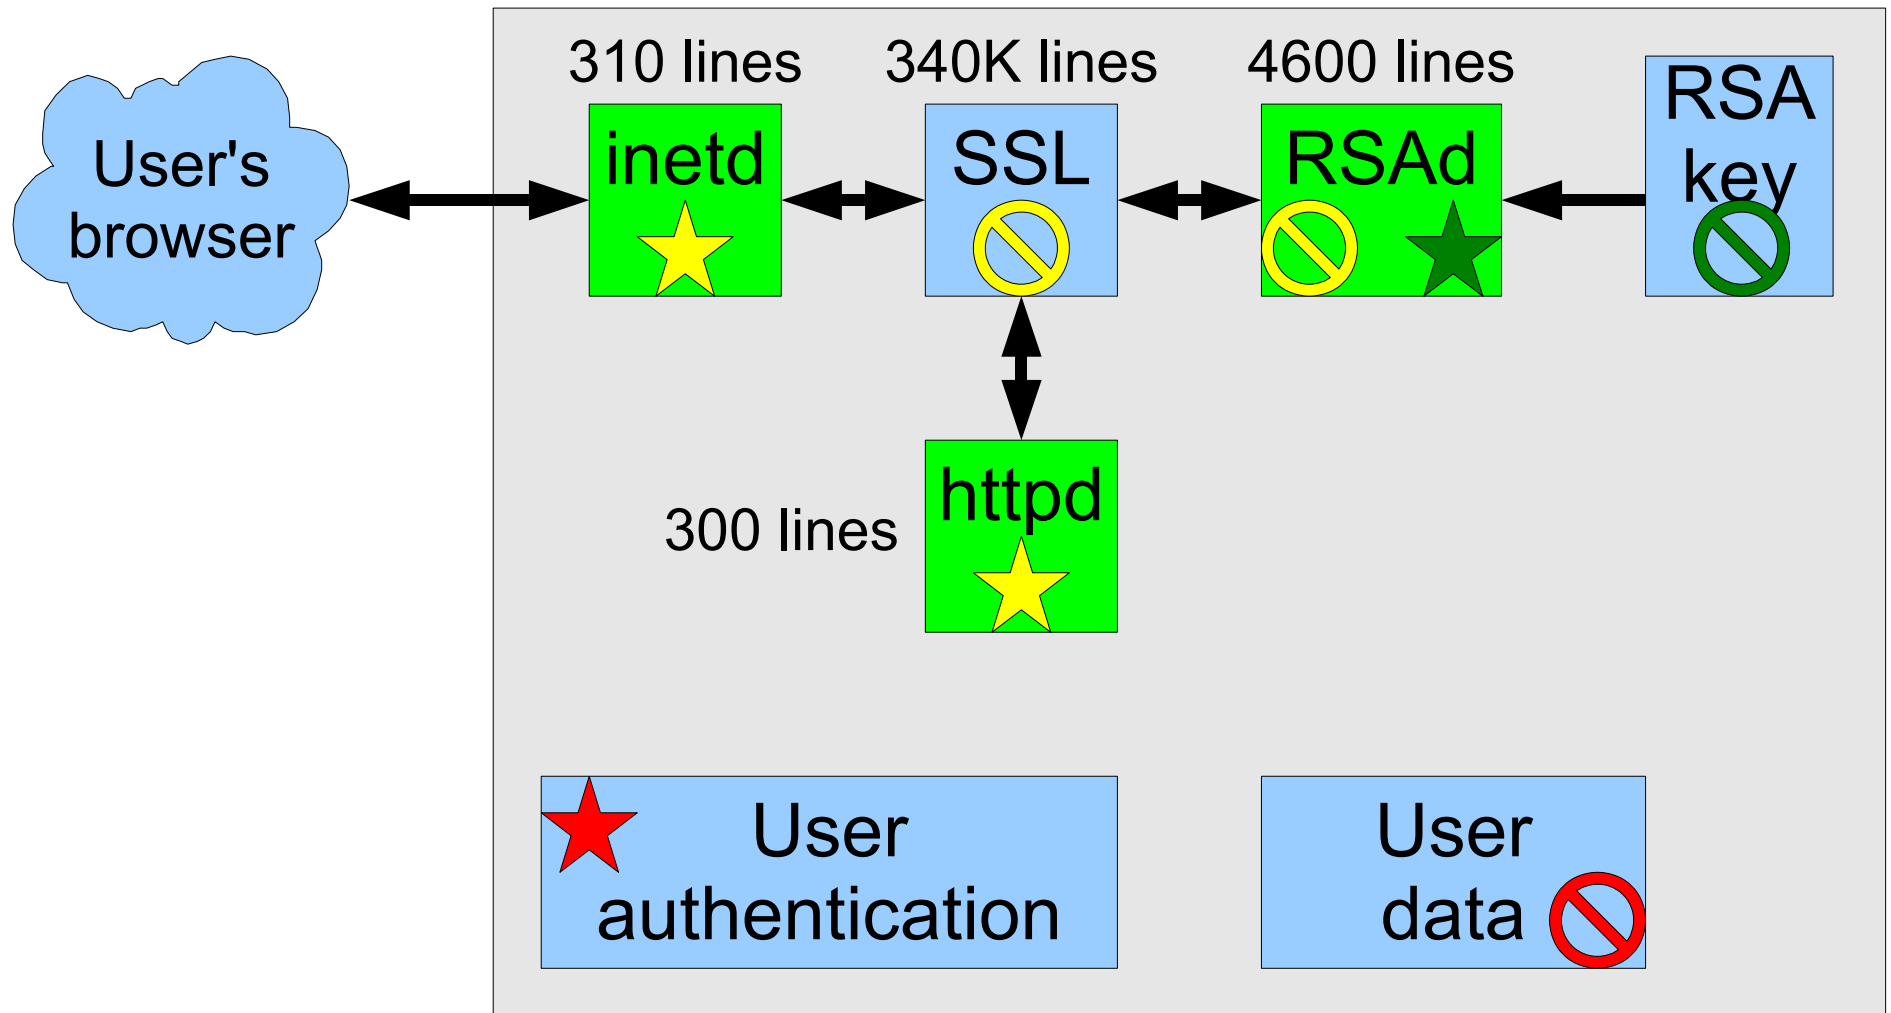 310 lines
340K lines
4600 lines
User's
browser
inetd
SSL
RSAd
RSA
key
300 lines
httpd
User
authentication
User
data